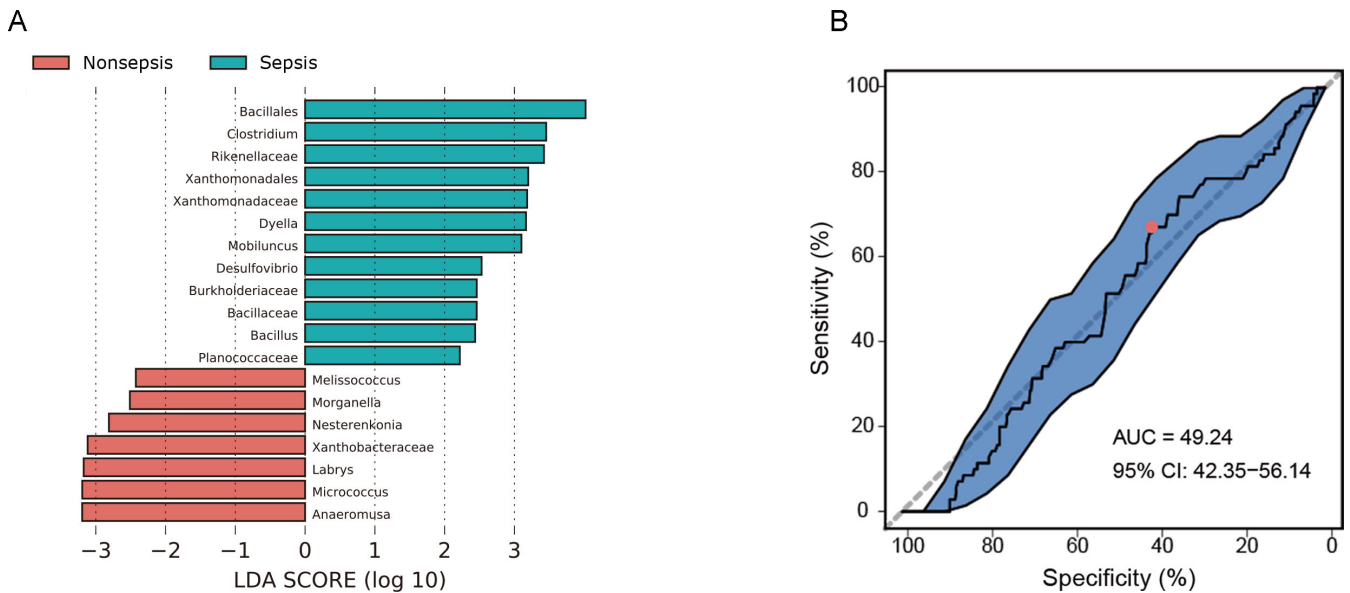 A
Nonsepsis Sepsis
Bacillales
Clostridium
Rikenellaceae
Xanthomonadales
Xanthomonadaceae
Dyella
Mobiluncus
Desulfovibrio
Burkholderiaceae
Bacillaceae
Bacillus
Planococcaceae
Melissococcus
Morganella
Nesterenkonia
Xanthobacteraceae
Labrys
Micrococcus
Anaeromusa
−3 −2 −1 0 1 2 3
LDA SCORE (log 10)
B
Sensitivity (%)
100
80
60
40
20
0
AUC = 49.24
95% CI: 42.35−56.14
100 80 60 40 20 0
Specificity (%)